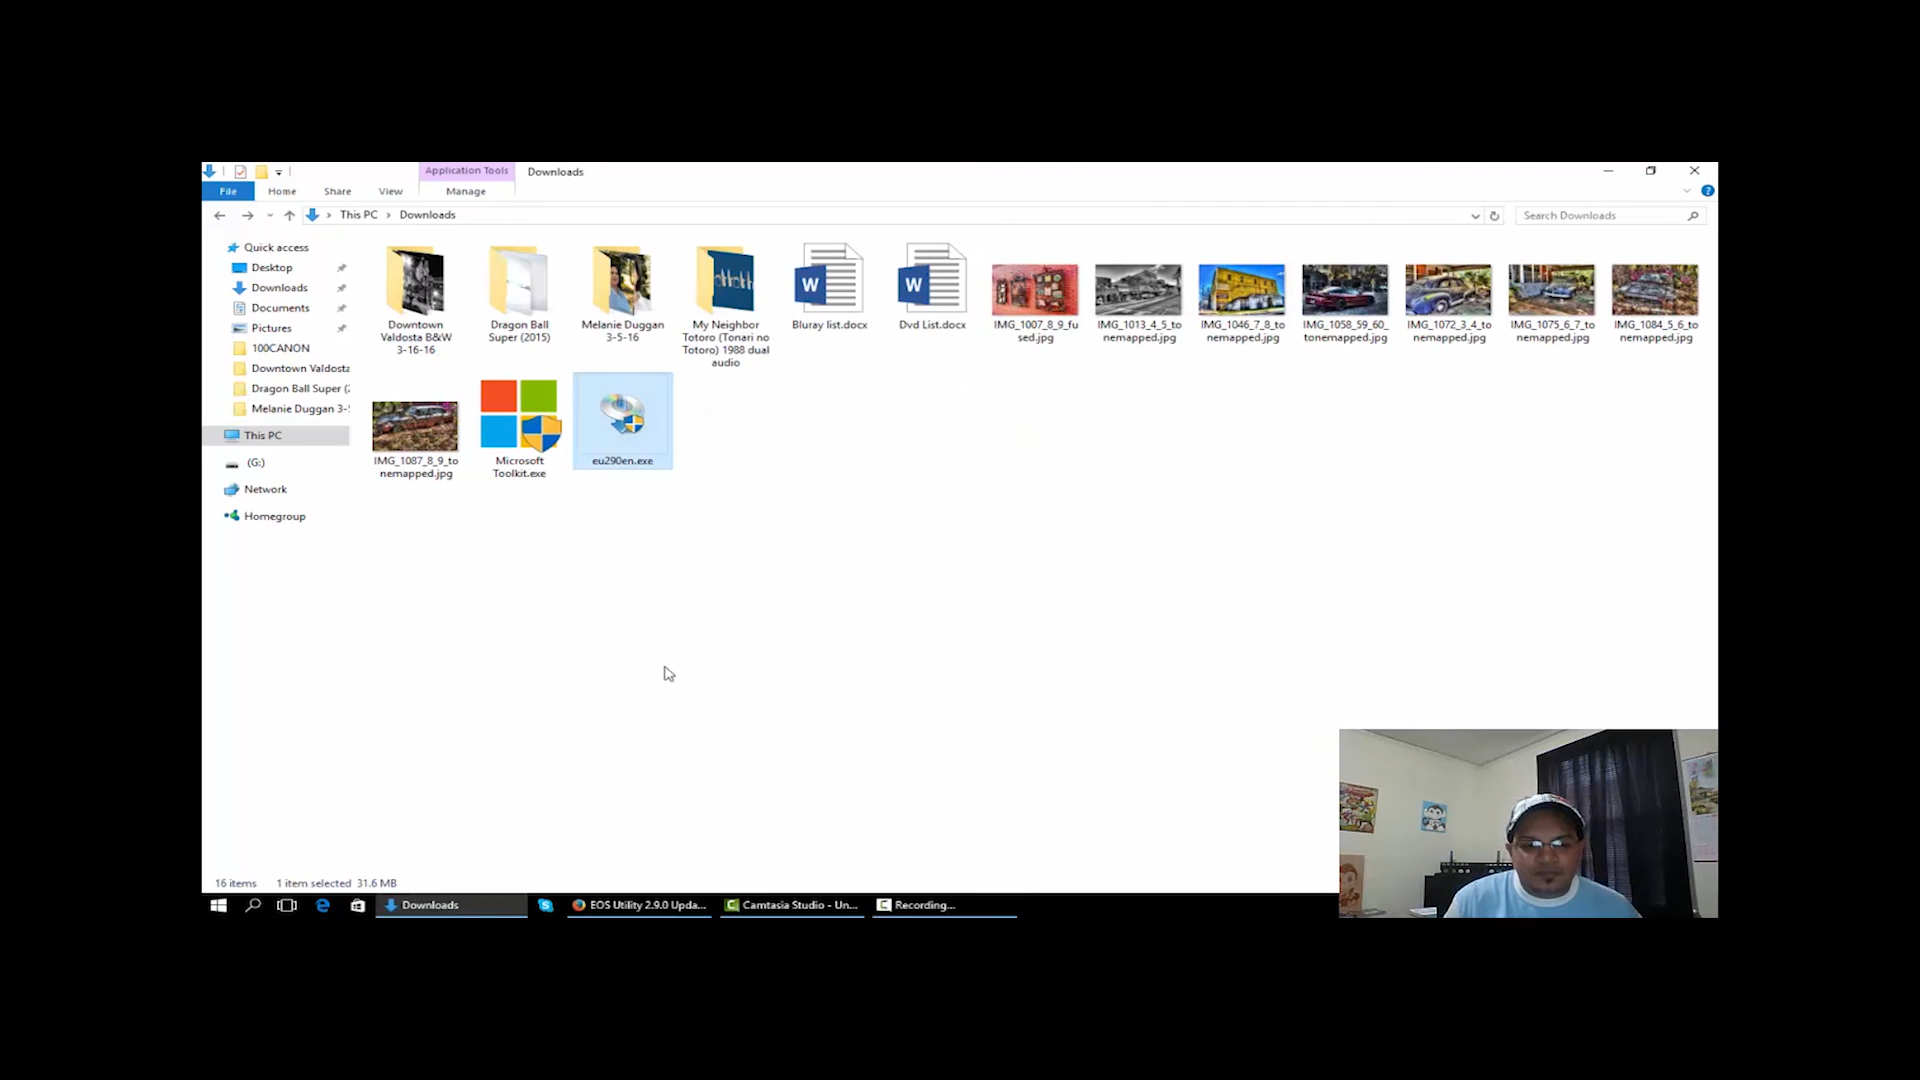 Application Tools
Downloads
File
Home
Share
View
Manage
This PC
Downloads
Search Downloads
Quick access
Desktop
Downloads
Documents
Pictures
100CANON
Downtown Valdosta
Dragon Ball Super (2
Melanie Duggan 3-5
This PC
(G:)
Network
Homegroup
Downtown
Valdosta B&W
3-16-16
Dragon Ball
Super (2015)
Melanie Duggan
3-5-16
My Neighbor
Totoro (Tonari no
Totoro) 1988 dual
audio
W
Bluray list.docx
W
Dvd List.docx
IMG_1007_8_9_fu
sed.jpg
IMG_1013_4_5_to
nemapped.jpg
IMG_1046_7_8_to
nemapped.jpg
IMG_1058_59_60_
tonemapped.jpg
IMG_1072_3_4_to
nemapped.jpg
IMG_1075_6_7_to
nemapped.jpg
IMG_1084_5_6_to
nemapped.jpg
IMG_1087_8_9_to
nemapped.jpg
Microsoft
Toolkit.exe
eu290en.exe
16 items
1 item selected 31.6 MB
Downloads
EOS Utility 2.9.0 Upda...
Camtasia Studio - Un...
Recording...